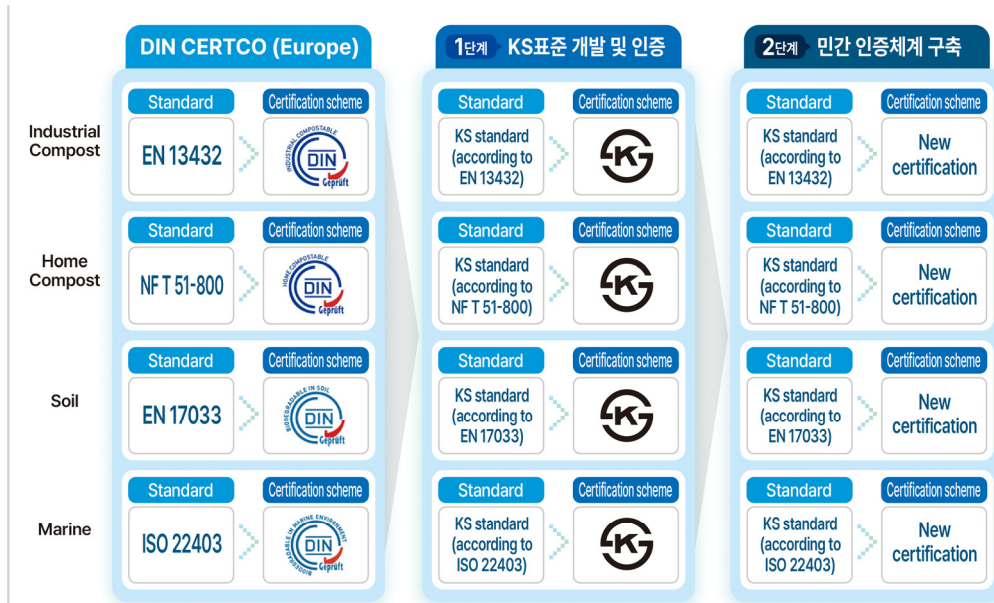 DIN CERTCO (Europe)
1단계 KS표준 개발 및 인증
2단계 민간 인증체계 구축
Industrial
Compost
Standard
Certification scheme
EN 13432
INDUSTRIAL COMPOSTABLE
DIN
Geprüft
Standard
Certification scheme
KS standard
(according to
EN 13432)
K
Standard
Certification scheme
KS standard
(according to
EN 13432)
New
certification
Home
Compost
Standard
Certification scheme
NF T 51-800
HOME COMPOSTABLE
DIN
Geprüft
Standard
Certification scheme
KS standard
(according to
NF T 51-800)
K
Standard
Certification scheme
KS standard
(according to
NF T 51-800)
New
certification
Soil
Standard
Certification scheme
EN 17033
BIODEGRADABLE IN SOIL
DIN
Geprüft
Standard
Certification scheme
KS standard
(according to
EN 17033)
K
Standard
Certification scheme
KS standard
(according to
EN 17033)
New
certification
Marine
Standard
Certification scheme
ISO 22403
BIODEGRADABLE IN MARINE ENVIRONMENT
DIN
Geprüft
Standard
Certification scheme
KS standard
(according to
ISO 22403)
K
Standard
Certification scheme
KS standard
(according to
ISO 22403)
New
certification